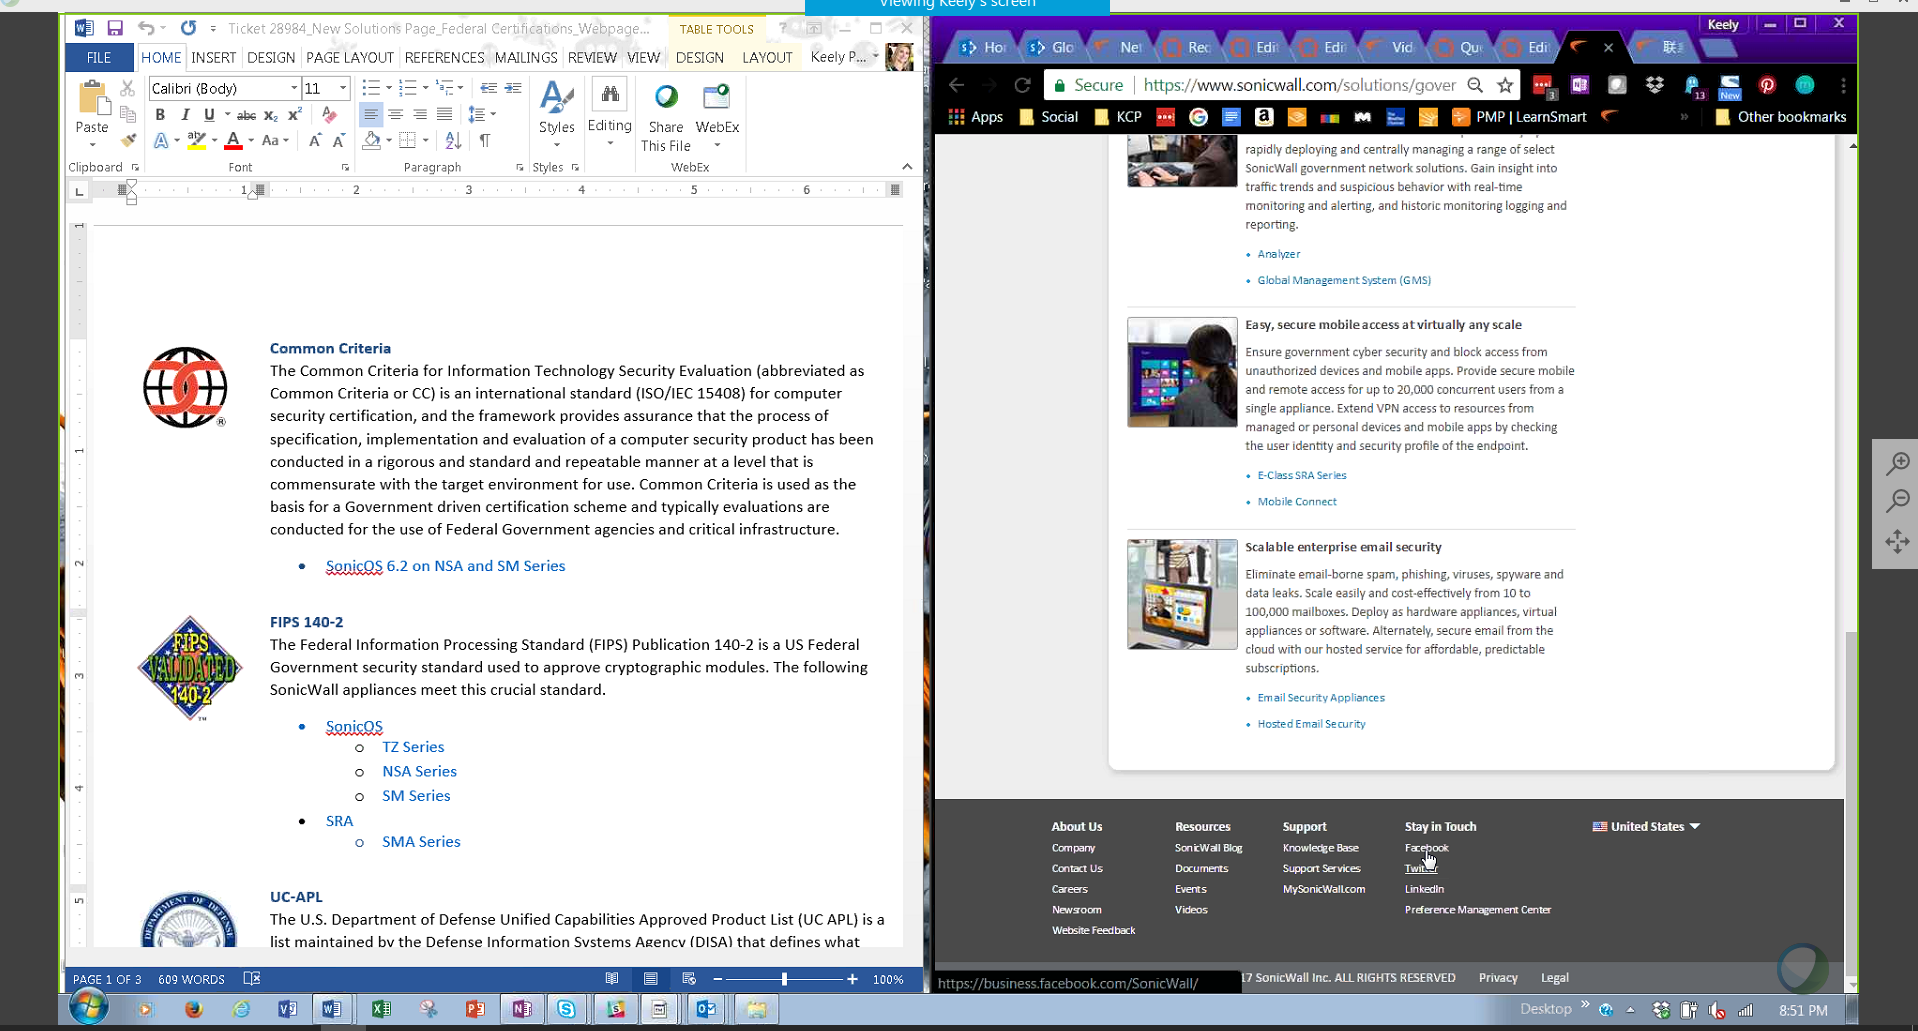 Viewing Keely's screen
Ticket 28984_New Solutions Page_Federal Certifications_Webpage...
TABLE TOOLS
FILE HOME INSERT DESIGN PAGE LAYOUT REFERENCES MAILINGS REVIEW VIEW DESIGN LAYOUT Keely P...
Calibri (Body) 11
Paste
Styles
Editing
Share This File
WebEx
Clipboard Font Paragraph Styles WebEx
Common Criteria
The Common Criteria for Information Technology Security Evaluation (abbreviated as
Common Criteria or CC) is an international standard (ISO/IEC 15408) for computer
security certification, and the framework provides assurance that the process of
specification, implementation and evaluation of a computer security product has been
conducted in a rigorous and standard and repeatable manner at a level that is
commensurate with the target environment for use. Common Criteria is used as the
basis for a Government driven certification scheme and typically evaluations are
conducted for the use of Federal Government agencies and critical infrastructure.
• SonicOS 6.2 on NSA and SM Series
FIPS VALIDATED 140-2 TM
FIPS 140-2
The Federal Information Processing Standard (FIPS) Publication 140-2 is a US Federal
Government security standard used to approve cryptographic modules. The following
SonicWall appliances meet this crucial standard.
• SonicOS
o TZ Series
o NSA Series
o SM Series
• SRA
o SMA Series
DEPARTMENT OF DEFENSE
UC-APL
The U.S. Department of Defense Unified Capabilities Approved Product List (UC APL) is a
list maintained by the Defense Information Systems Agency (DISA) that defines what
PAGE 1 OF 3 609 WORDS
100%
Keely
Hor Glo Net Rec Edit Edit Vid Que Edit 联
Secure https://www.sonicwall.com/solutions/gover
3 13 New
Apps Social KCP PMP | LearnSmart » Other bookmarks
rapidly deploying and centrally managing a range of select
SonicWall government network solutions. Gain insight into
traffic trends and suspicious behavior with real-time
monitoring and alerting, and historic monitoring logging and
reporting.
• Analyzer
• Global Management System (GMS)
Easy, secure mobile access at virtually any scale
Ensure government cyber security and block access from
unauthorized devices and mobile apps. Provide secure mobile
and remote access for up to 20,000 concurrent users from a
single appliance. Extend VPN access to resources from
managed or personal devices and mobile apps by checking
the user identity and security profile of the endpoint.
• E-Class SRA Series
• Mobile Connect
Scalable enterprise email security
Eliminate email-borne spam, phishing, viruses, spyware and
data leaks. Scale easily and cost-effectively from 10 to
100,000 mailboxes. Deploy as hardware appliances, virtual
appliances or software. Alternately, secure email from the
cloud with our hosted service for affordable, predictable
subscriptions.
• Email Security Appliances
• Hosted Email Security
About Us
Company
Contact Us
Careers
Newsroom
Website Feedback
Resources
SonicWall Blog
Documents
Events
Videos
Support
Knowledge Base
Support Services
MySonicWall.com
Stay in Touch
Facebook
Twitter
LinkedIn
Preference Management Center
United States
https://business.facebook.com/SonicWall/
17 SonicWall Inc. ALL RIGHTS RESERVED Privacy Legal
Desktop » 8:51 PM